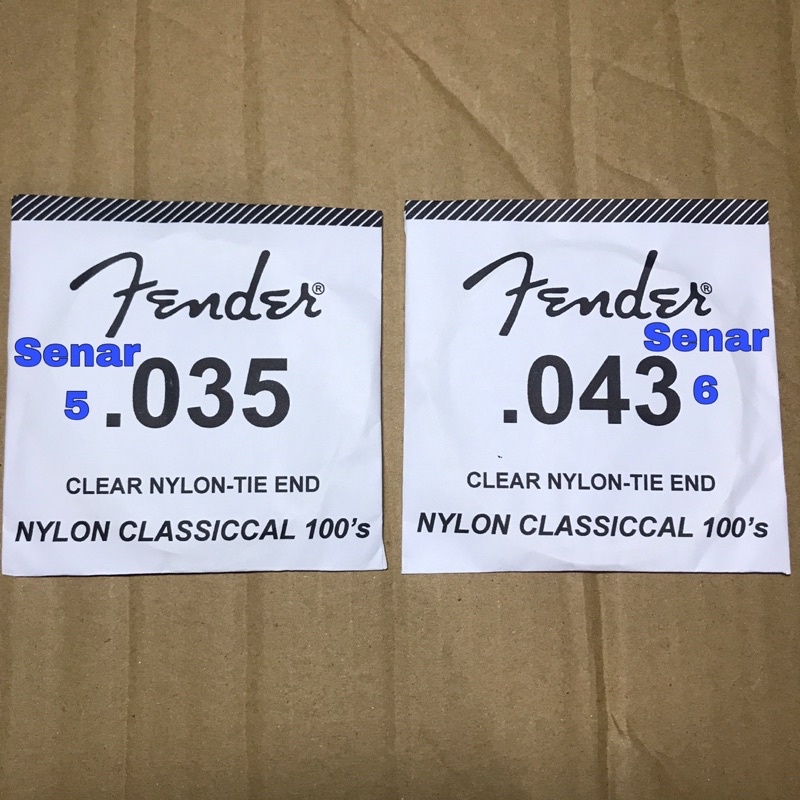 Fender®
Senar
5
.035
CLEAR NYLON-TIE END
NYLON CLASSICCAL 100's
Fender®
Senar
.043
6
CLEAR NYLON-TIE END
NYLON CLASSICCAL 100's